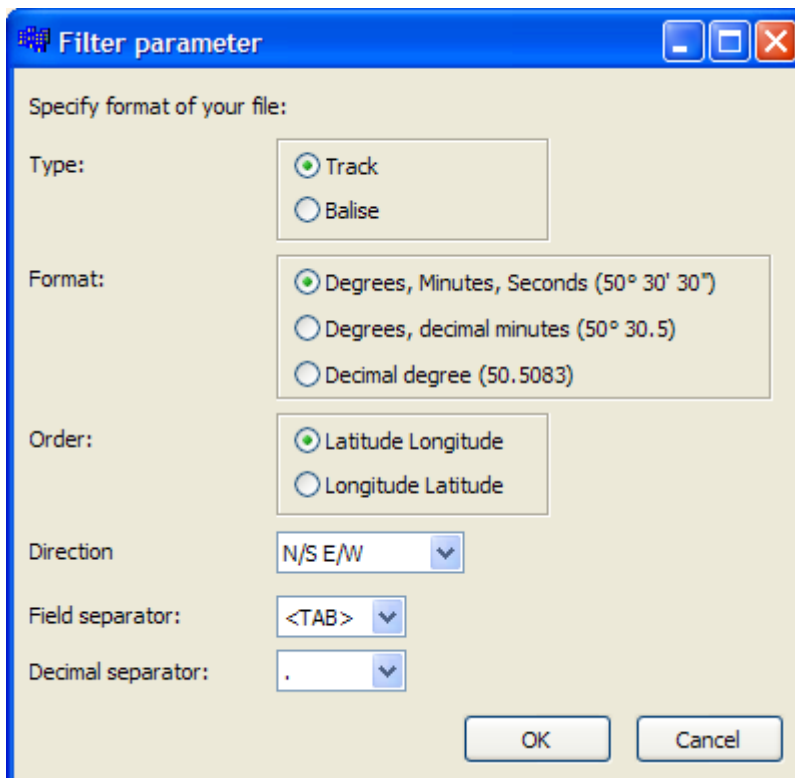 Filter parameter
Specify format of your file:
Type:
Track
Balise
Format:
Degrees, Minutes, Seconds (50° 30' 30")
Degrees, decimal minutes (50° 30.5)
Decimal degree (50.5083)
Order:
Latitude Longitude
Longitude Latitude
Direction
N/S E/W
Field separator:
<TAB>
Decimal separator:
.
OK
Cancel